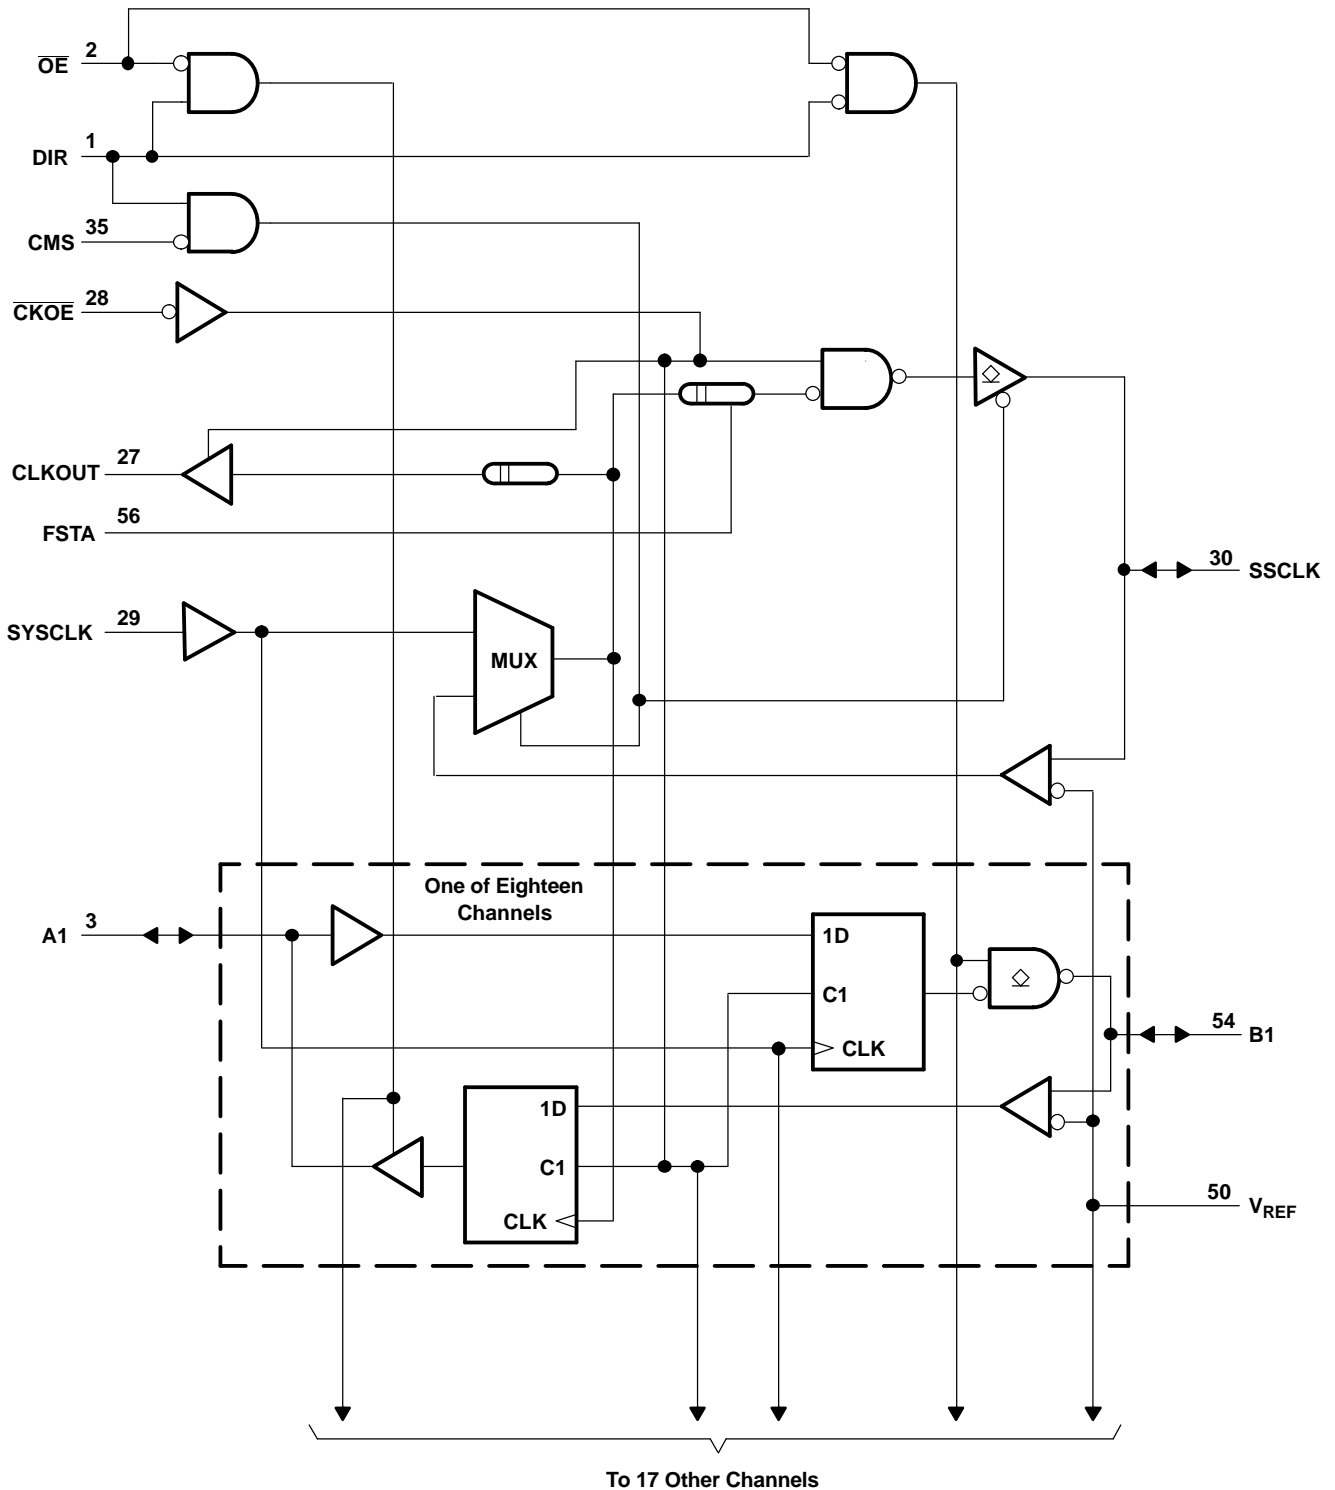 OE 2
DIR 1
CMS 35
CKOE 28
CLKOUT 27
FSTA 56
30 SSCLK
SYSCLK 29
MUX
One of Eighteen
Channels
A1 3
1D
C1
CLK
54 B1
1D
C1
CLK
50 VREF
To 17 Other Channels